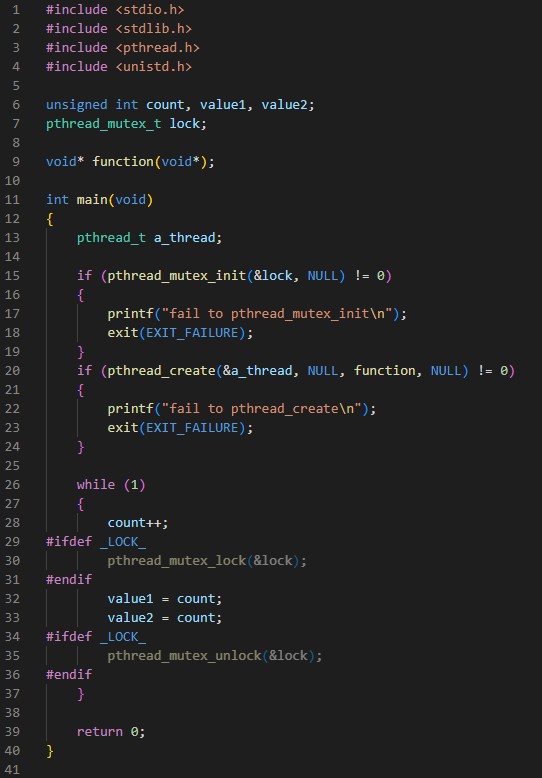 1 #include <stdio.h>
2 #include <stdlib.h>
3 #include <pthread.h>
4 #include <unistd.h>
5
6 unsigned int count, value1, value2;
7 pthread_mutex_t lock;
8
9 void* function(void*);
10
11 int main(void)
12 {
13     pthread_t a_thread;
14
15     if (pthread_mutex_init(&lock, NULL) != 0)
16     {
17         printf("fail to pthread_mutex_init\n");
18         exit(EXIT_FAILURE);
19     }
20     if (pthread_create(&a_thread, NULL, function, NULL) != 0)
21     {
22         printf("fail to pthread_create\n");
23         exit(EXIT_FAILURE);
24     }
25
26     while (1)
27     {
28         count++;
29 #ifdef _LOCK_
30         pthread_mutex_lock(&lock);
31 #endif
32         value1 = count;
33         value2 = count;
34 #ifdef _LOCK_
35         pthread_mutex_unlock(&lock);
36 #endif
37     }
38
39     return 0;
40 }
41